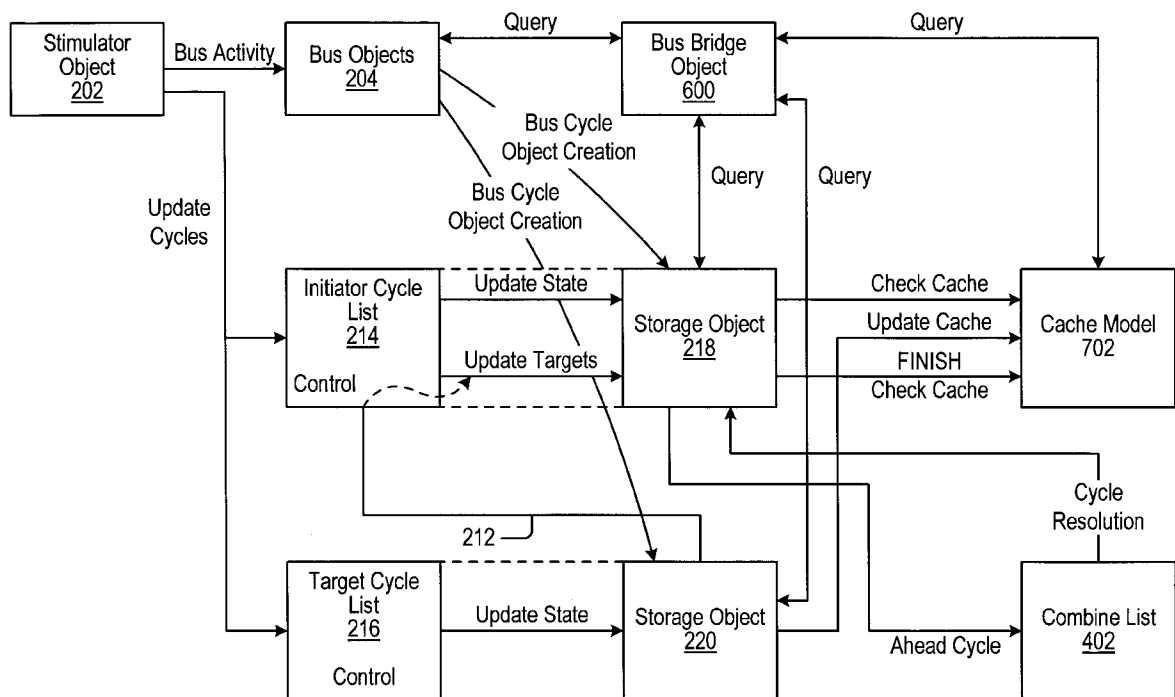 Stimulator
Object
202
Bus Activity
Bus Objects
204
Query
Bus Bridge
Object
600
Query
Bus Cycle
Object Creation
Bus Cycle
Object Creation
Query
Query
Update
Cycles
Initiator Cycle
List
214
Control
Update State
Update Targets
Storage Object
218
Check Cache
Update Cache
FINISH
Check Cache
Cache Model
702
212
Cycle
Resolution
Target Cycle
List
216
Control
Update State
Storage Object
220
Ahead Cycle
Combine List
402